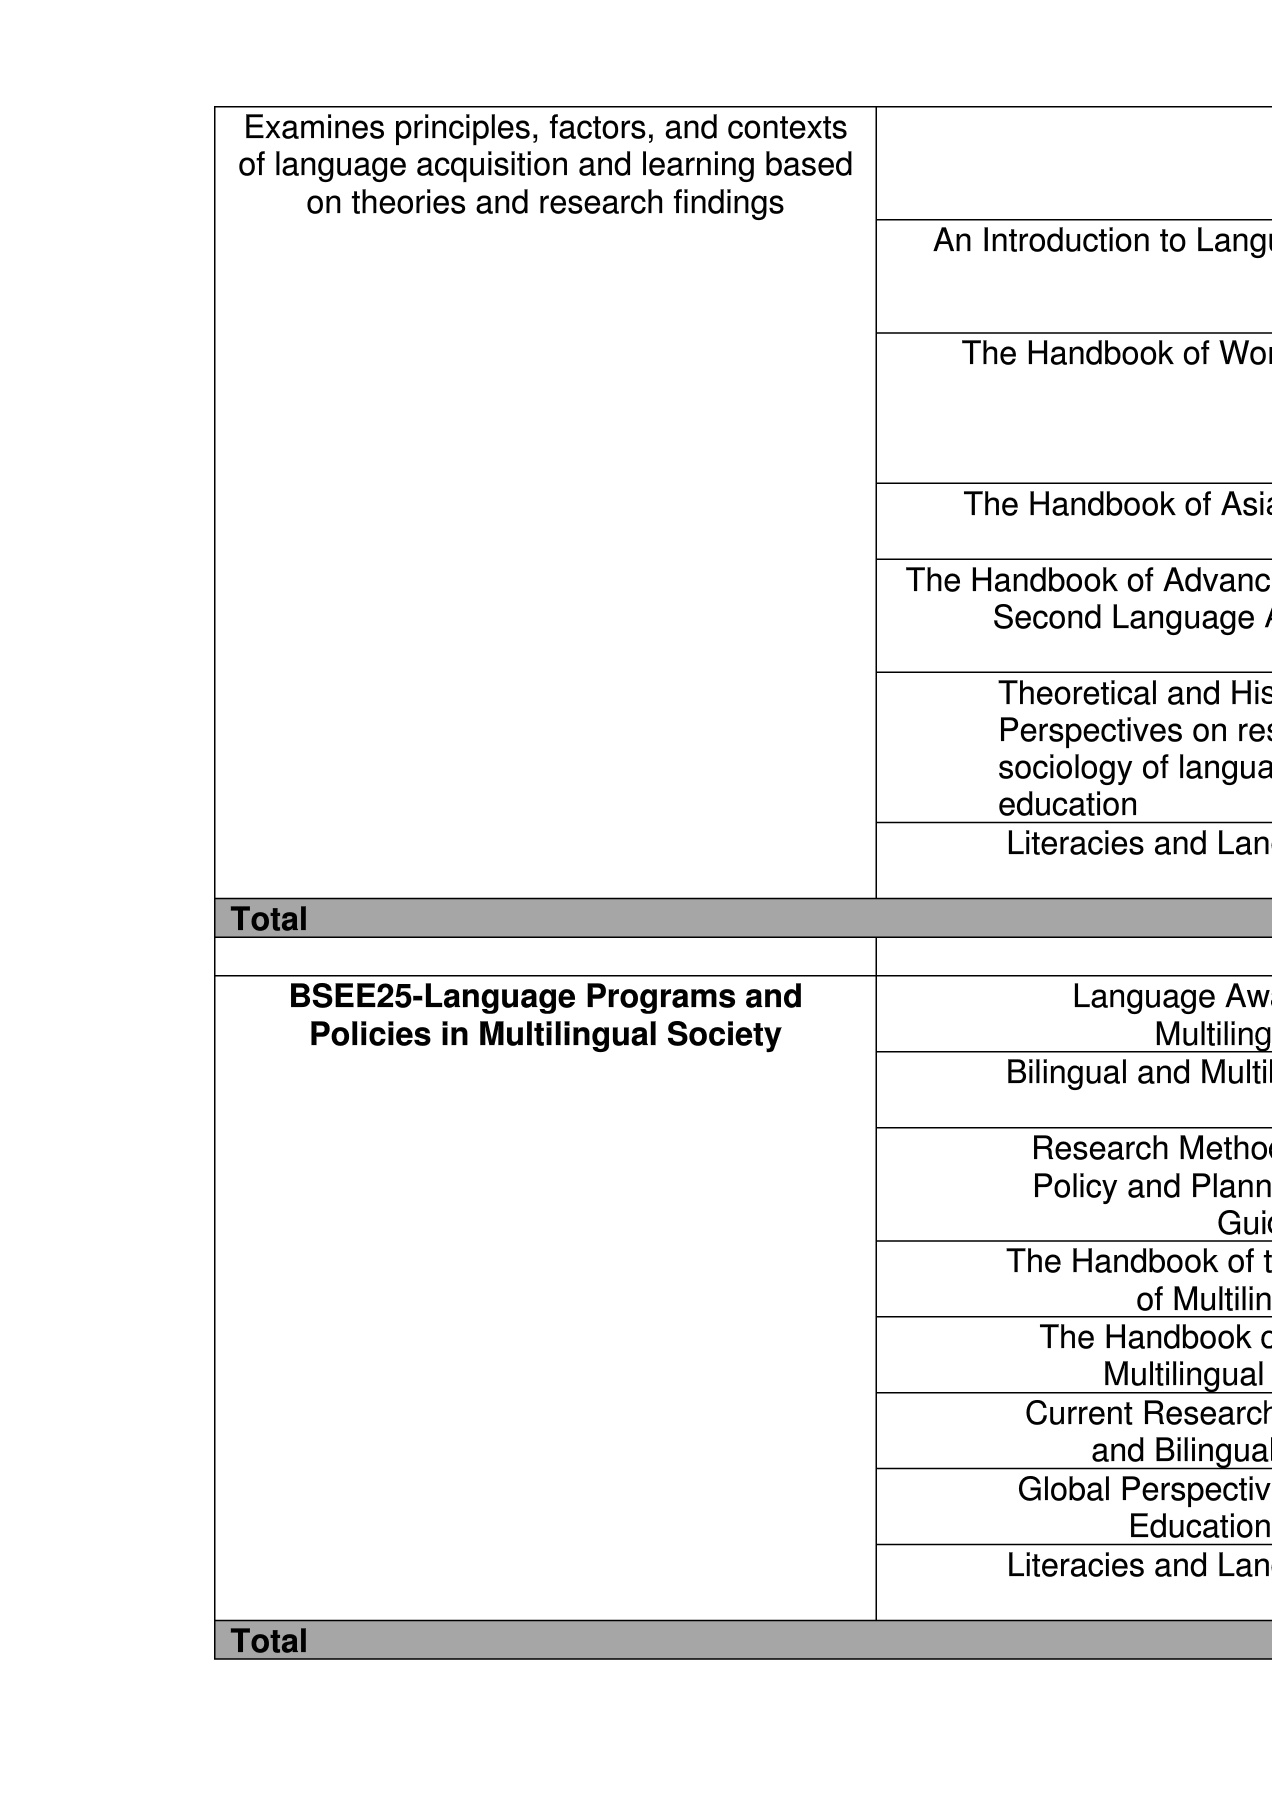 Examines principles, factors, and contexts
of language acquisition and learning based
on theories and research findings
An Introduction to Langu
The Handbook of Wor
The Handbook of Asia
The Handbook of Advanc
Second Language A
Theoretical and His
Perspectives on res
sociology of langua
education
Literacies and Lan
Total
BSEE25-Language Programs and
Policies in Multilingual Society
Language Awa
Multiling
Bilingual and Multil
Research Metho
Policy and Plann
Gui
The Handbook of t
of Multilin
The Handbook o
Multilingual
Current Research
and Bilingual
Global Perspectiv
Education
Literacies and Lan
Total